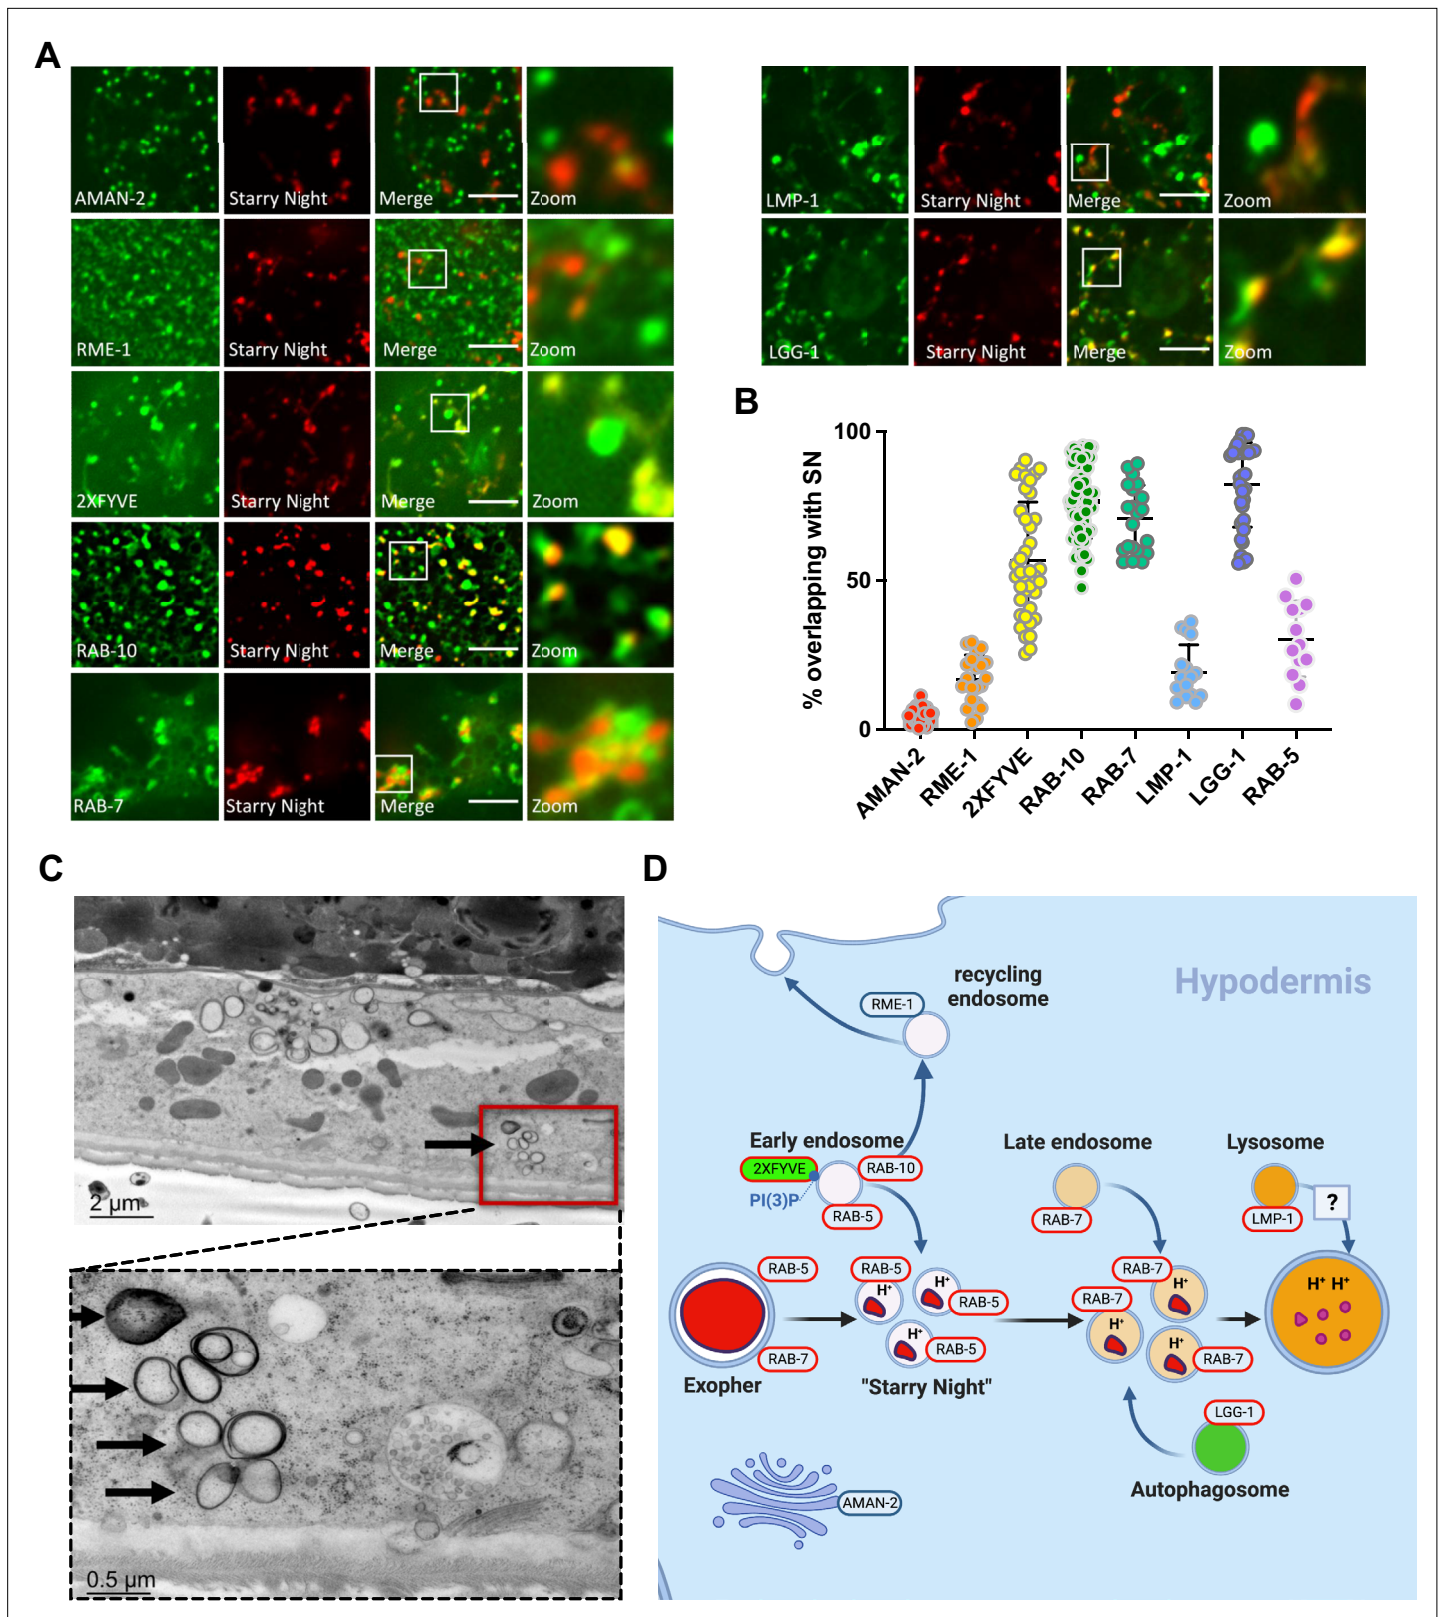 A
AMAN-2 Starry Night Merge Zoom
RME-1 Starry Night Merge Zoom
2XFYVE Starry Night Merge Zoom
RAB-10 Starry Night Merge Zoom
RAB-7 Starry Night Merge Zoom
LMP-1 Starry Night Merge Zoom
LGG-1 Starry Night Merge Zoom
B
% overlapping with SN
100
50
0
AMAN-2 RME-1 2XFYVE RAB-10 RAB-7 LMP-1 LGG-1 RAB-5
C
2 µm
0.5 µm
D
Hypodermis
recycling
endosome
RME-1
Early endosome
2XFYVE
RAB-10
PI(3)P
RAB-5
Late endosome
RAB-7
Lysosome
LMP-1
?
RAB-5
RAB-7
Exopher
RAB-5
H⁺
H⁺
RAB-5
H⁺
RAB-5
"Starry Night"
RAB-7
H⁺
RAB-7
H⁺
H⁺
RAB-7
H⁺ H⁺
LGG-1
Autophagosome
AMAN-2